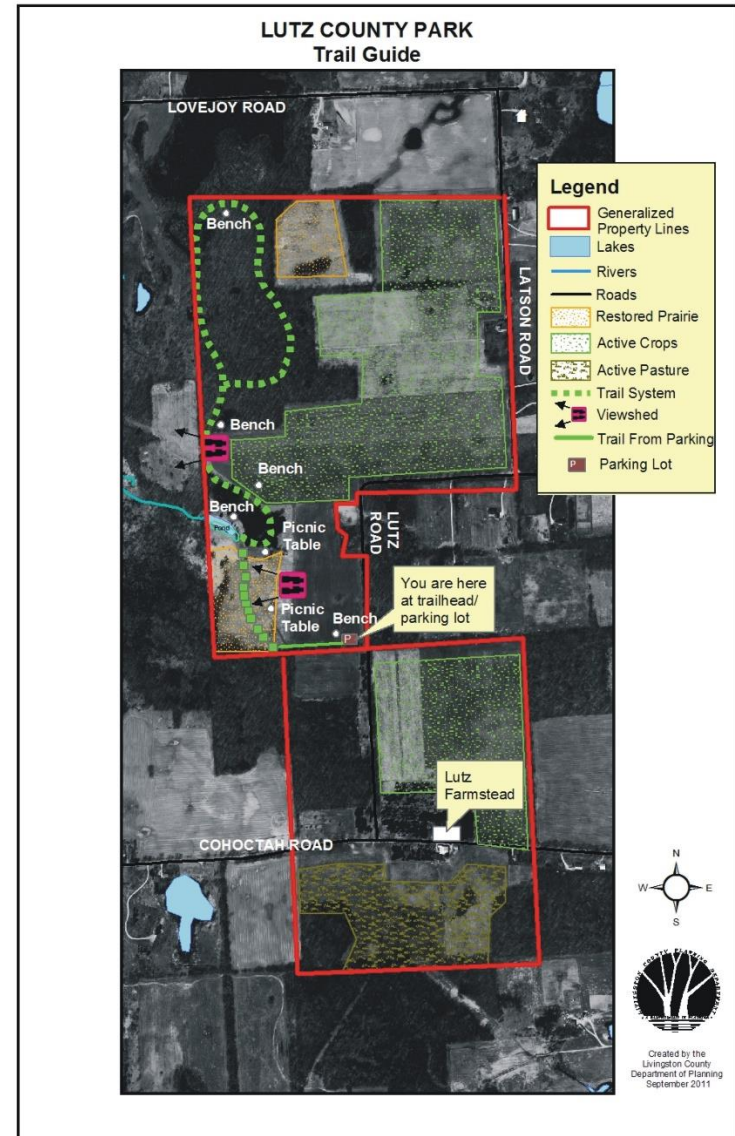 LUTZ COUNTY PARK
Trail Guide
LOVEJOY ROAD
Bench
LATSON ROAD
Legend
Generalized
Property Lines
Lakes
Rivers
Roads
Restored Prairie
Active Crops
Active Pasture
Trail System
Viewshed
Trail From Parking
P
Parking Lot
Bench
Bench
Bench
Pond
Picnic
Table
LUTZ
ROAD
Picnic
Table
Bench
P
You are here
at trailhead/
parking lot
Lutz
Farmstead
COHOCTAH ROAD
N
W
E
S
Created by the
Livingston County
Department of Planning
September 2011